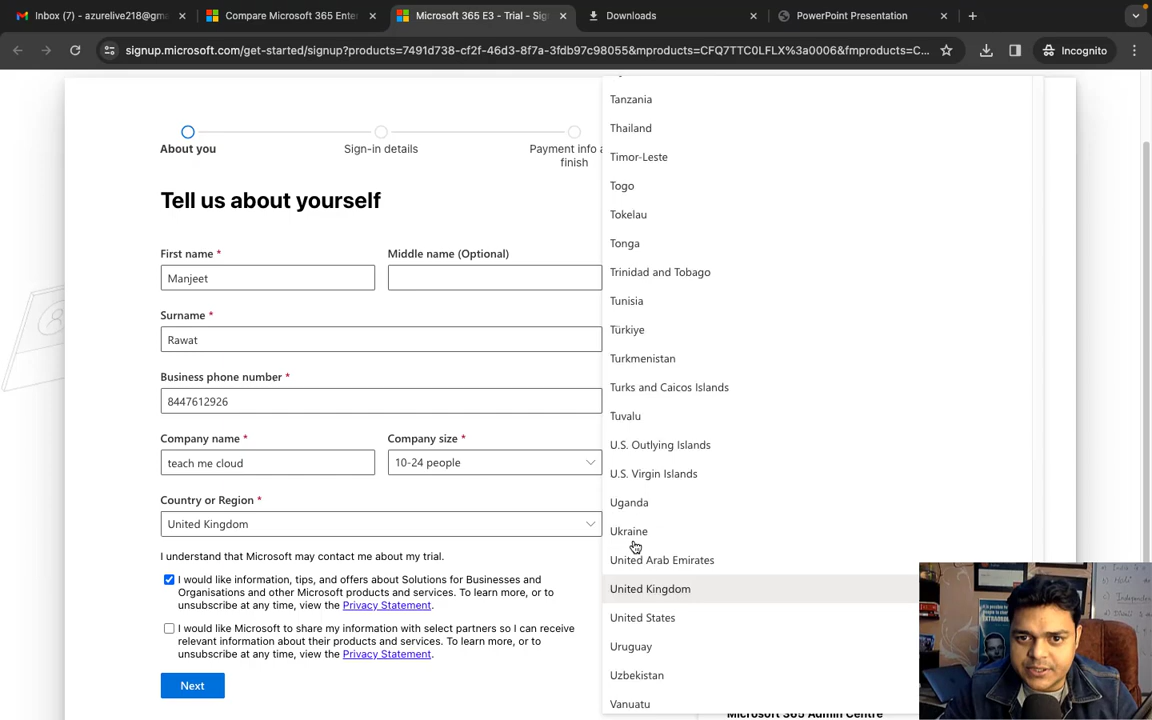 Inbox (7) - azurelive218@gma
Compare Microsoft 365 Enter
Microsoft 365 E3 - Trial - Sig
Downloads
PowerPoint Presentation
signup.microsoft.com/get-started/signup?products=7491d738-cf2f-46d3-8f7a-3fdb97c98055&mproducts=CFQ7TTC0LFLX%3a0006&fmproducts=C...
Incognito
About you
Sign-in details
Payment info a
finish
Tell us about yourself
First name *
Middle name (Optional)
Manjeet
Surname *
Rawat
Business phone number *
8447612926
Company name *
Company size *
teach me cloud
10-24 people
Country or Region *
United Kingdom
I understand that Microsoft may contact me about my trial.
I would like information, tips, and offers about Solutions for Businesses and
Organisations and other Microsoft products and services. To learn more, or to
unsubscribe at any time, view the Privacy Statement.
I would like Microsoft to share my information with select partners so I can receive
relevant information about their products and services. To learn more, or to
unsubscribe at any time, view the Privacy Statement.
Next
Tanzania
Thailand
Timor-Leste
Togo
Tokelau
Tonga
Trinidad and Tobago
Tunisia
Türkiye
Turkmenistan
Turks and Caicos Islands
Tuvalu
U.S. Outlying Islands
U.S. Virgin Islands
Uganda
Ukraine
United Arab Emirates
United Kingdom
United States
Uruguay
Uzbekistan
Vanuatu
Microsoft 365 Admin Centre